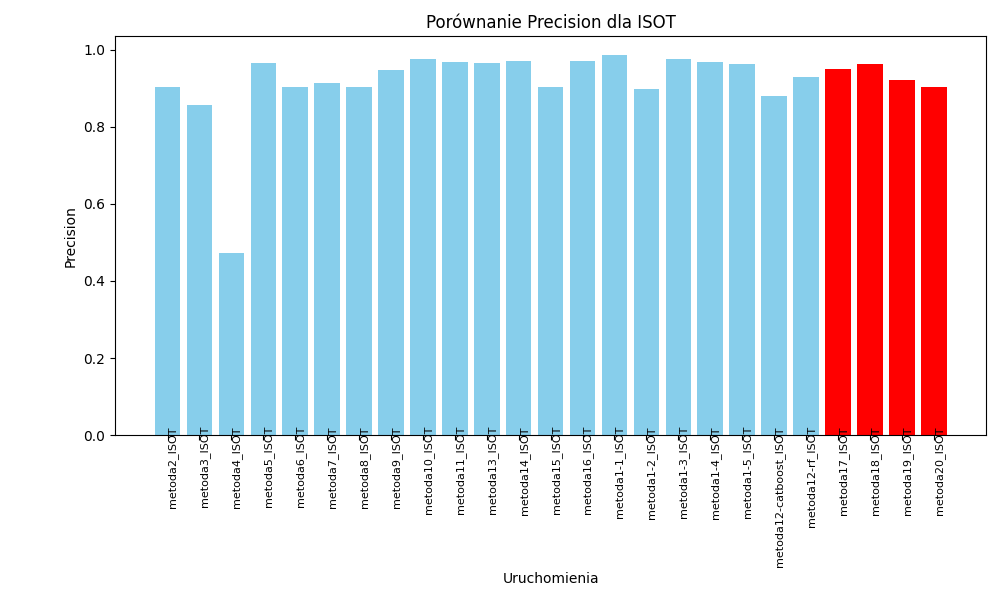 Porównanie Precision dla ISOT
Precision
1.0
0.8
0.6
0.4
0.2
0.0
metoda2_ISOT
metoda3_ISOT
metoda4_ISOT
metoda5_ISOT
metoda6_ISOT
metoda7_ISOT
metoda8_ISOT
metoda9_ISOT
metoda10_ISOT
metoda11_ISOT
metoda13_ISOT
metoda14_ISOT
metoda15_ISOT
metoda16_ISOT
metoda1-1_ISOT
metoda1-2_ISOT
metoda1-3_ISOT
metoda1-4_ISOT
metoda1-5_ISOT
metoda12-catboost_ISOT
metoda12-rf_ISOT
metoda17_ISOT
metoda18_ISOT
metoda19_ISOT
metoda20_ISOT
Uruchomienia